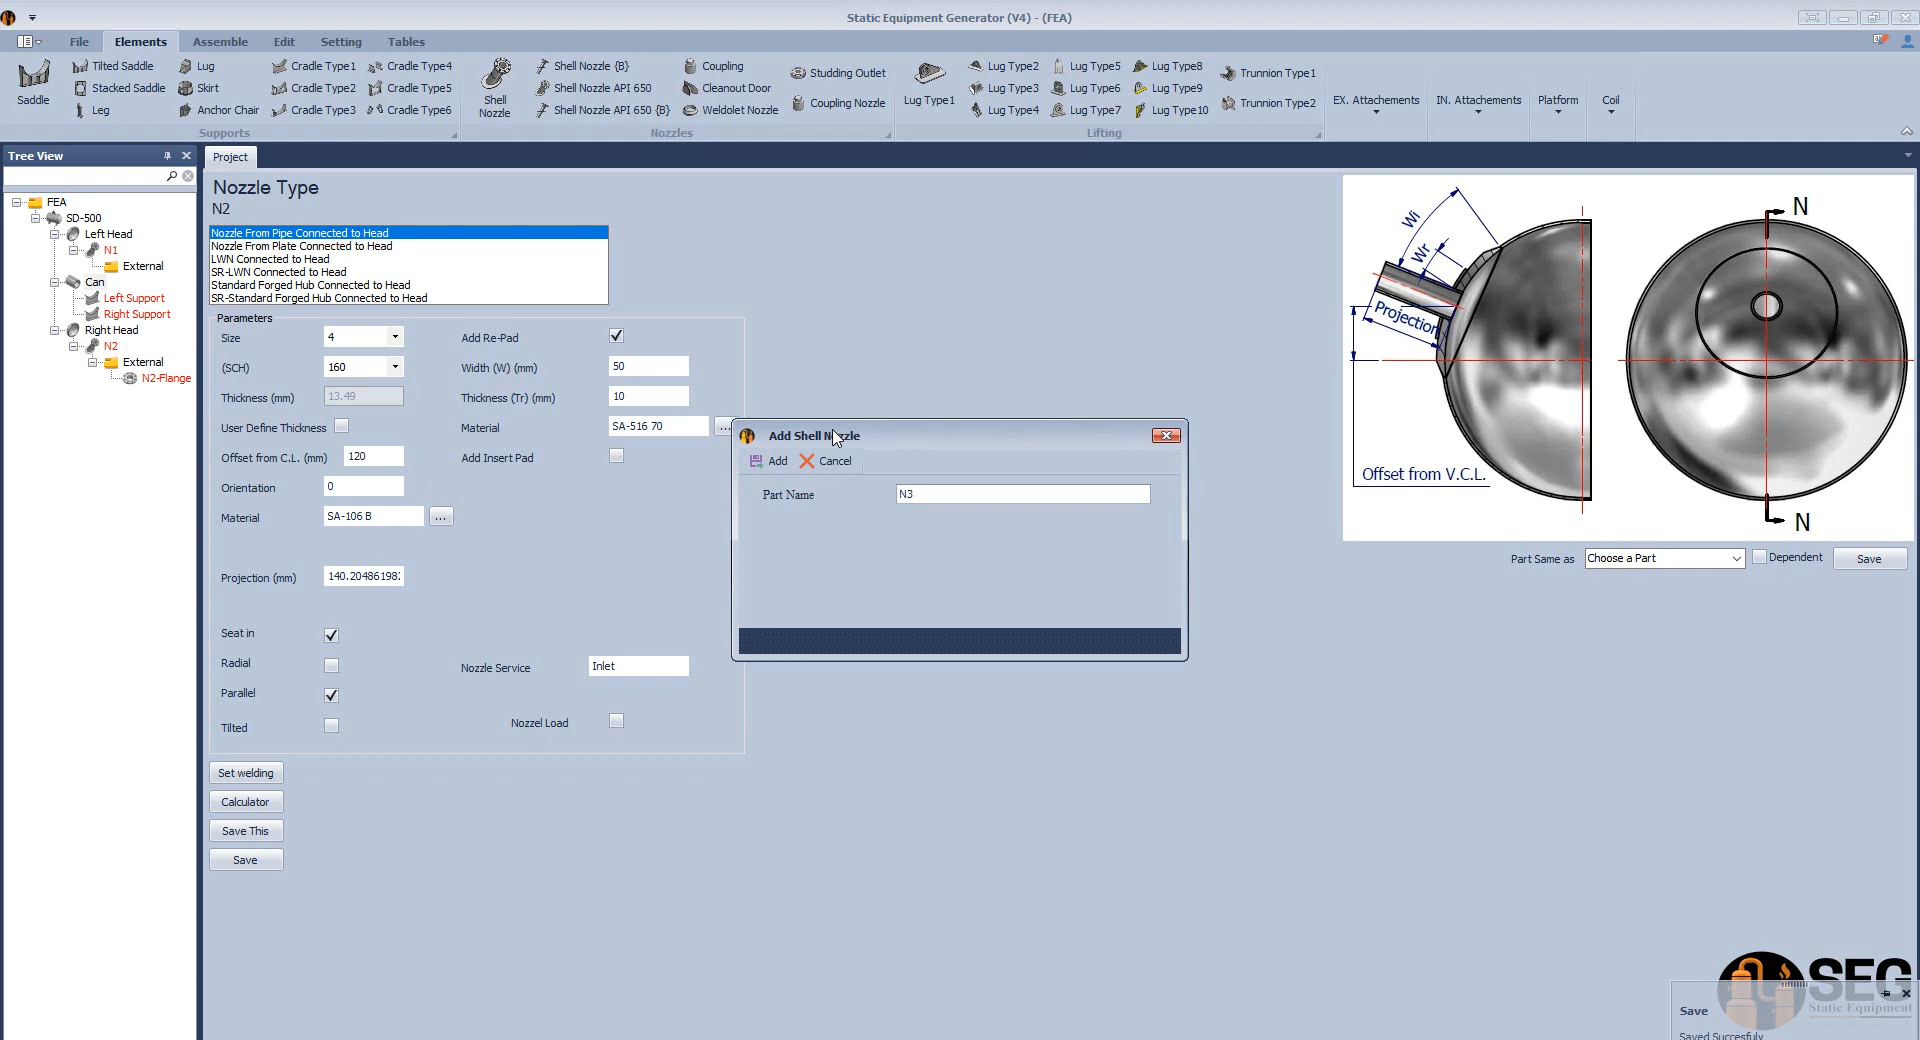 Static Equipment Generator (V4) - (FEA)
File Elements Assemble Edit Setting Tables
Saddle
Tilted Saddle
Stacked Saddle
Leg
Lug
Skirt
Anchor Chair
Cradle Type1
Cradle Type2
Cradle Type3
Cradle Type4
Cradle Type5
Cradle Type6
Supports
Shell
Nozzle
Shell Nozzle {B}
Shell Nozzle API 650
Shell Nozzle API 650 {B}
Coupling
Cleanout Door
Weldolet Nozzle
Studding Outlet
Coupling Nozzle
Nozzles
Lug Type1
Lug Type2
Lug Type3
Lug Type4
Lug Type5
Lug Type6
Lug Type7
Lug Type8
Lug Type9
Lug Type10
Trunnion Type1
Trunnion Type2
Lifting
EX. Attachements
IN. Attachements
Platform
Coil
Tree View
FEA
SD-500
Left Head
N1
External
Can
Left Support
Right Support
Right Head
N2
External
N2-Flange
Project
Nozzle Type
N2
Nozzle From Pipe Connected to Head
Nozzle From Plate Connected to Head
LWN Connected to Head
SR-LWN Connected to Head
Standard Forged Hub Connected to Head
SR-Standard Forged Hub Connected to Head
Parameters
Size 4
(SCH) 160
Thickness (mm) 13.49
User Define Thickness
Offset from C.L. (mm) 120
Orientation 0
Material SA-106 B ...
Projection (mm) 140.20486198
Seat in
Radial
Parallel
Tilted
Add Re-Pad
Width (W) (mm) 50
Thickness (Tr) (mm) 10
Material SA-516 70 ...
Add Insert Pad
Nozzle Service Inlet
Nozzel Load
Set welding
Calculator
Save This
Save
Add Shell Nozzle
Add Cancel
Part Name N3
Wi
Wr
Projection
Offset from V.C.L.
N
N
Part Same as Choose a Part Dependent Save
SEG
Static Equipment
Save
Saved Succesfuly